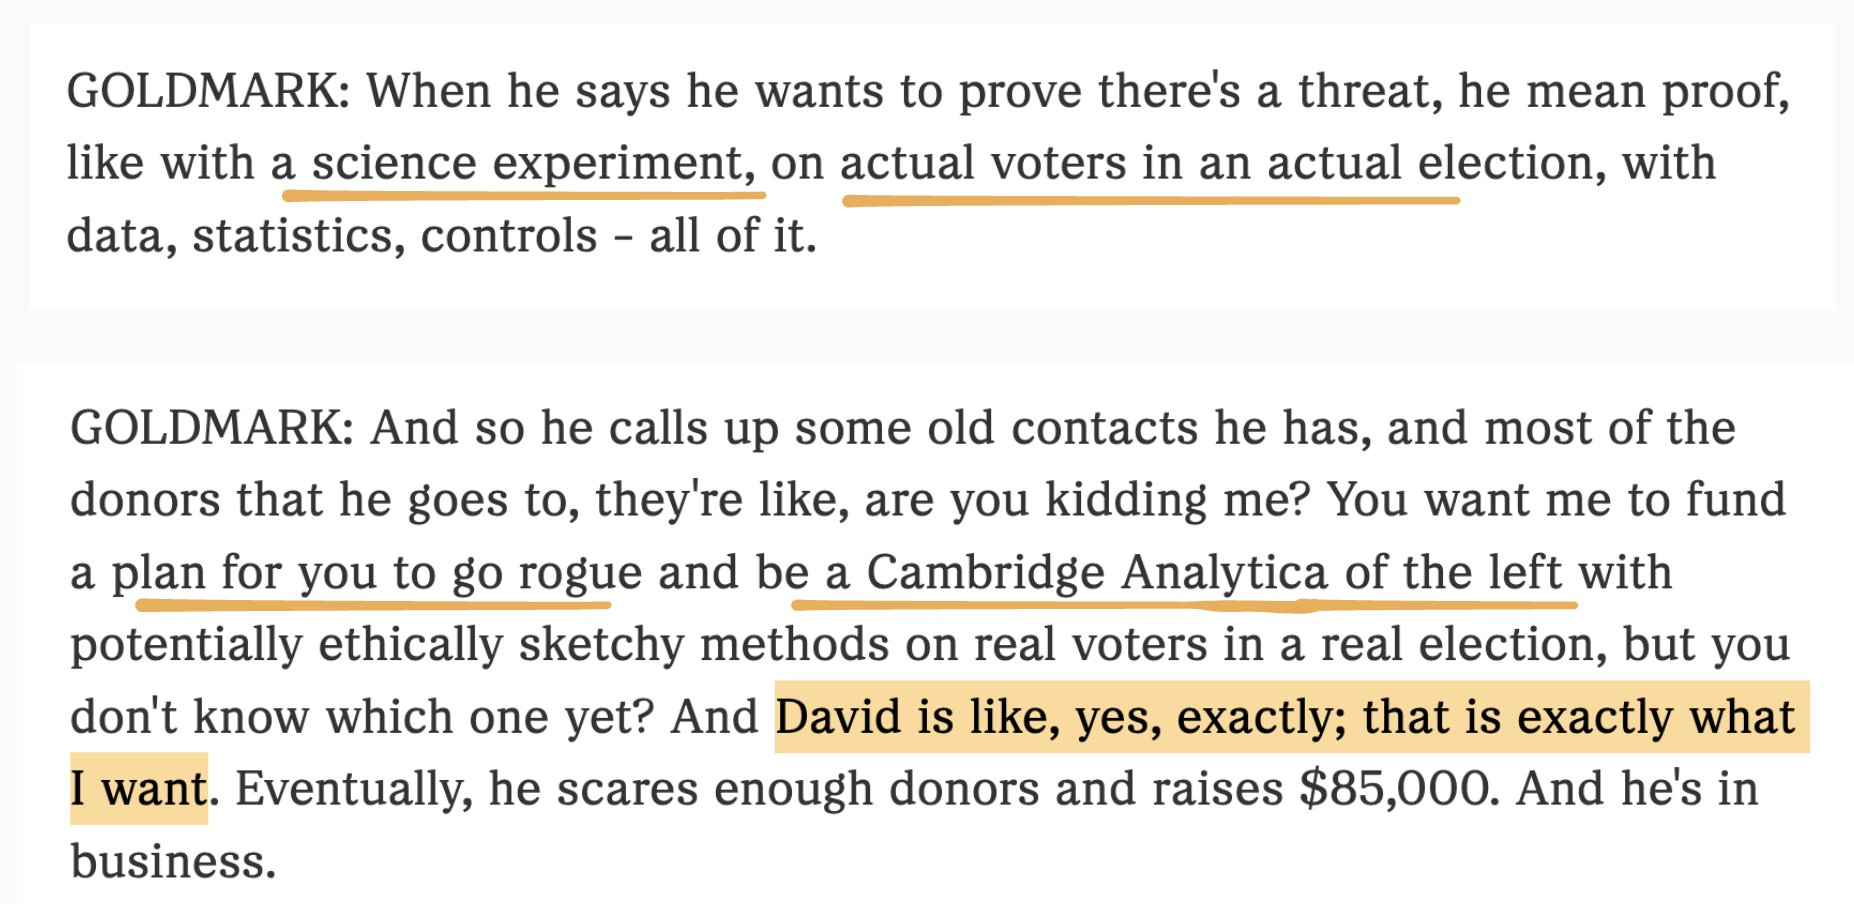 GOLDMARK: When he says he wants to prove there's a threat, he mean proof,
like with a science experiment, on actual voters in an actual election, with
data, statistics, controls – all of it.
GOLDMARK: And so he calls up some old contacts he has, and most of the
donors that he goes to, they're like, are you kidding me? You want me to fund
a plan for you to go rogue and be a Cambridge Analytica of the left with
potentially ethically sketchy methods on real voters in a real election, but you
don't know which one yet? And David is like, yes, exactly; that is exactly what
I want. Eventually, he scares enough donors and raises $85,000. And he's in
business.